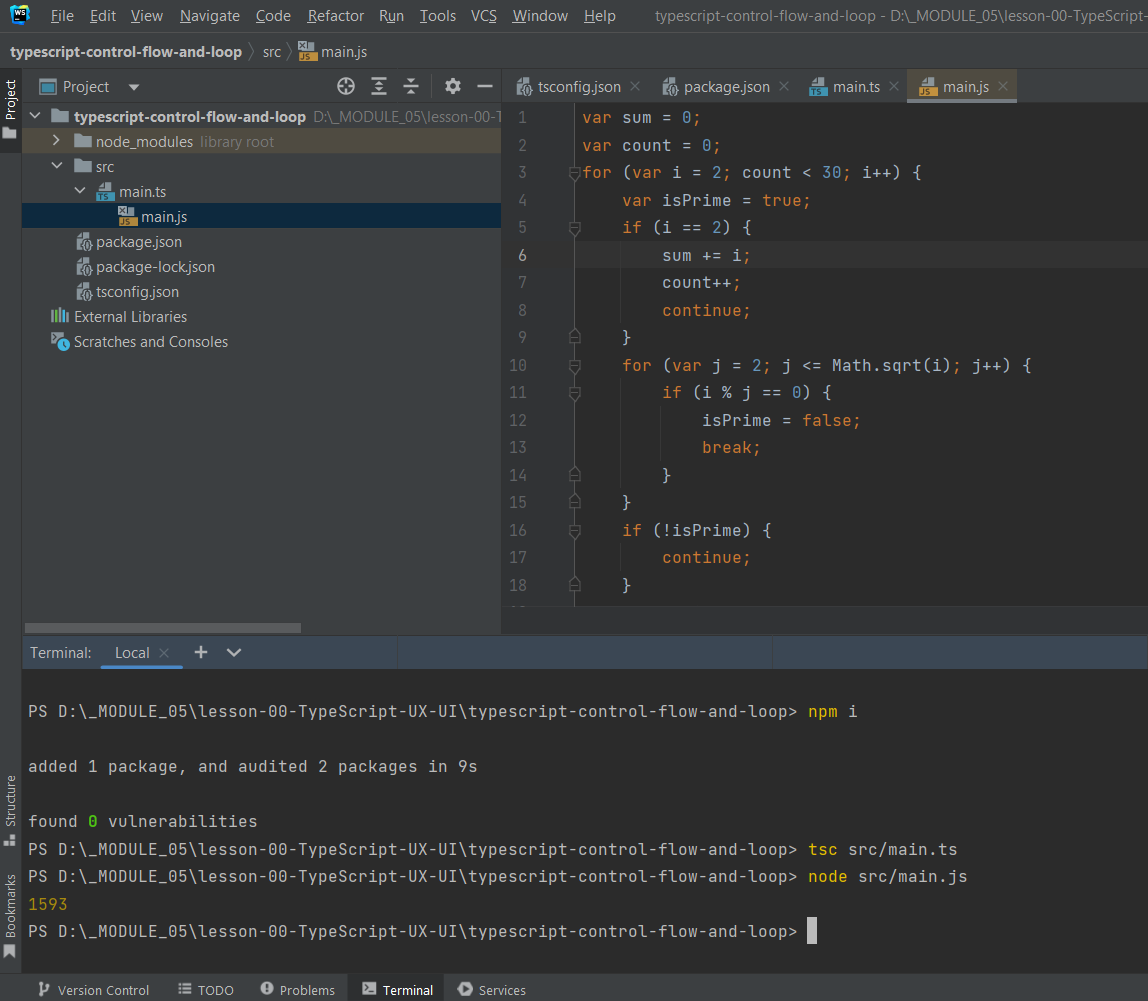 WS File Edit View Navigate Code Refactor Run Tools VCS Window Help typescript-control-flow-and-loop - D:\_MODULE_05\lesson-00-TypeScript-
typescript-control-flow-and-loop src main.js
Project
Project
typescript-control-flow-and-loop D:\_MODULE_05\lesson-00-T
node_modules library root
src
main.ts
main.js
package.json
package-lock.json
tsconfig.json
External Libraries
Scratches and Consoles
tsconfig.json package.json main.ts main.js
1 var sum = 0;
2 var count = 0;
3 for (var i = 2; count < 30; i++) {
4 var isPrime = true;
5 if (i == 2) {
6 sum += i;
7 count++;
8 continue;
9 }
10 for (var j = 2; j <= Math.sqrt(i); j++) {
11 if (i % j == 0) {
12 isPrime = false;
13 break;
14 }
15 }
16 if (!isPrime) {
17 continue;
18 }
Terminal: Local
PS D:\_MODULE_05\lesson-00-TypeScript-UX-UI\typescript-control-flow-and-loop> npm i
added 1 package, and audited 2 packages in 9s
found 0 vulnerabilities
PS D:\_MODULE_05\lesson-00-TypeScript-UX-UI\typescript-control-flow-and-loop> tsc src/main.ts
PS D:\_MODULE_05\lesson-00-TypeScript-UX-UI\typescript-control-flow-and-loop> node src/main.js
1593
PS D:\_MODULE_05\lesson-00-TypeScript-UX-UI\typescript-control-flow-and-loop>
Structure
Bookmarks
Version Control TODO Problems Terminal Services